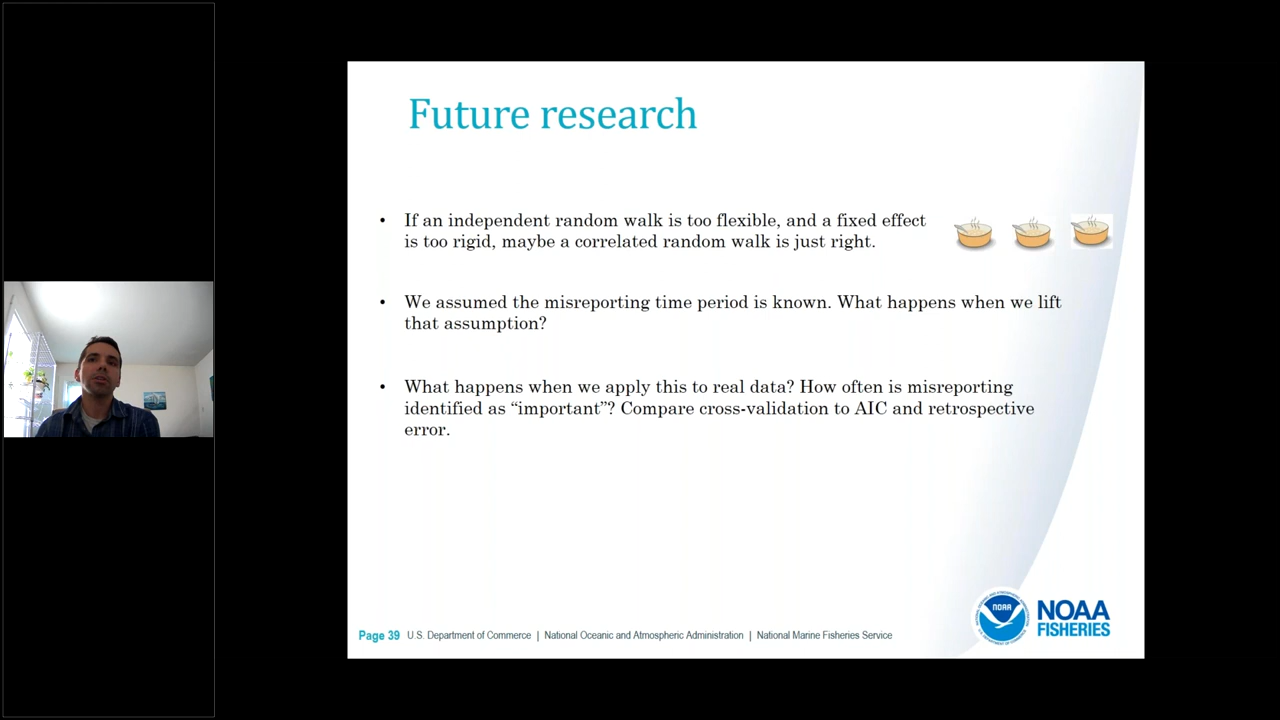 Future research
• If an independent random walk is too flexible, and a fixed effect
is too rigid, maybe a correlated random walk is just right.
• We assumed the misreporting time period is known. What happens when we lift
that assumption?
• What happens when we apply this to real data? How often is misreporting
identified as “important”? Compare cross-validation to AIC and retrospective
error.
NOAA
NOAA
FISHERIES
Page 39 U.S. Department of Commerce | National Oceanic and Atmospheric Administration | National Marine Fisheries Service